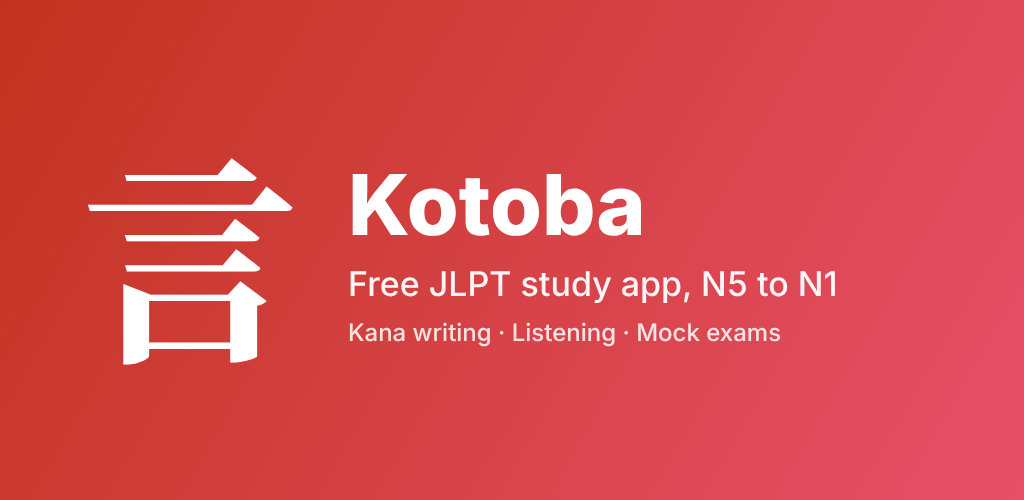 言
Kotoba
Free JLPT study app, N5 to N1
Kana writing · Listening · Mock exams